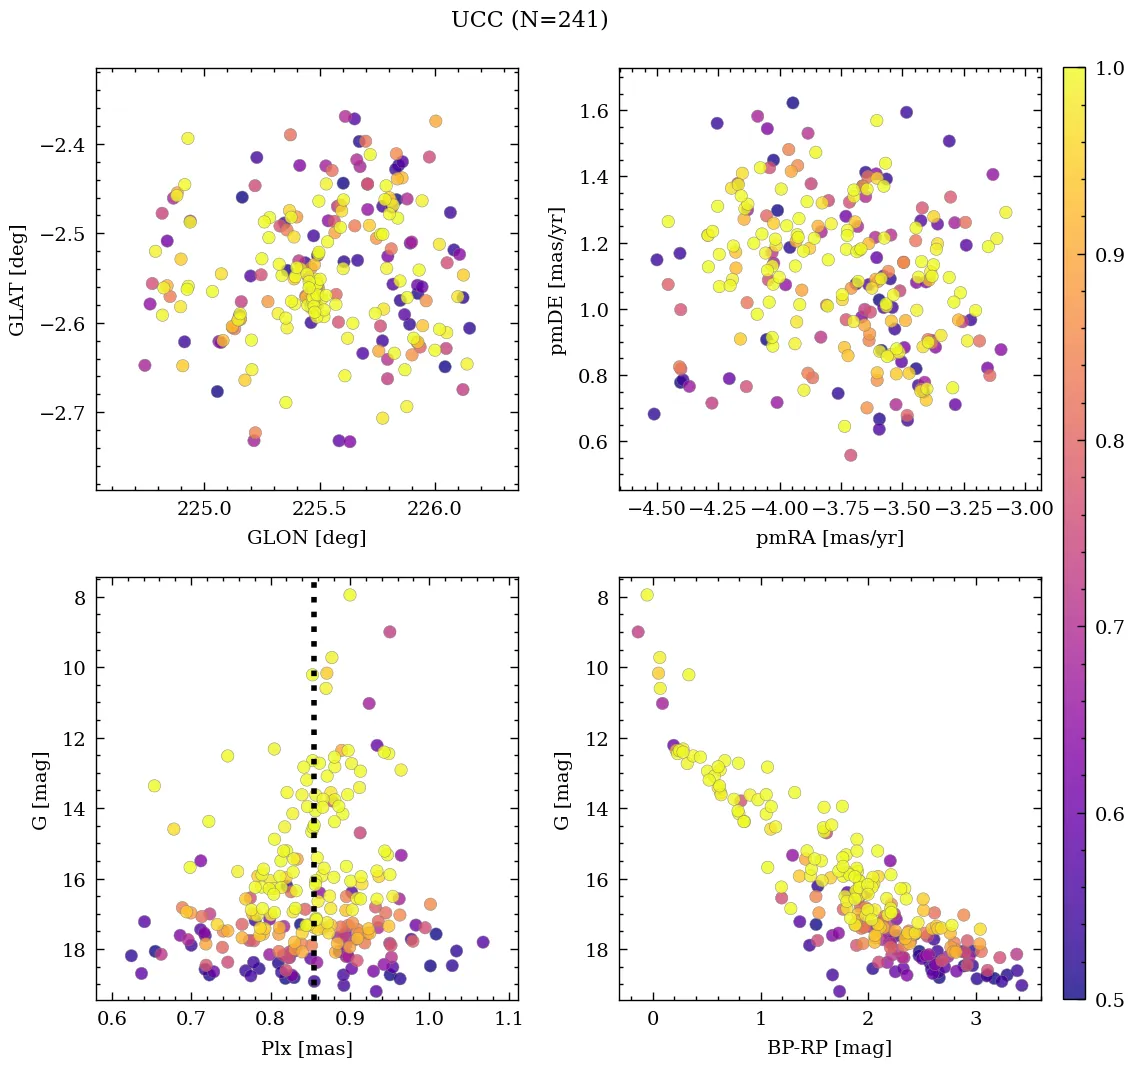 UCC (N=241)
−2.4
−2.5
−2.6
−2.7
GLAT [deg]
225.0 225.5 226.0
GLON [deg]
1.6
1.4
1.2
1.0
0.8
0.6
pmDE [mas/yr]
−4.50 −4.25 −4.00 −3.75 −3.50 −3.25 −3.00
pmRA [mas/yr]
8
10
12
14
16
18
G [mag]
0.6 0.7 0.8 0.9 1.0 1.1
Plx [mas]
8
10
12
14
16
18
G [mag]
0 1 2 3
BP-RP [mag]
1.0
0.9
0.8
0.7
0.6
0.5